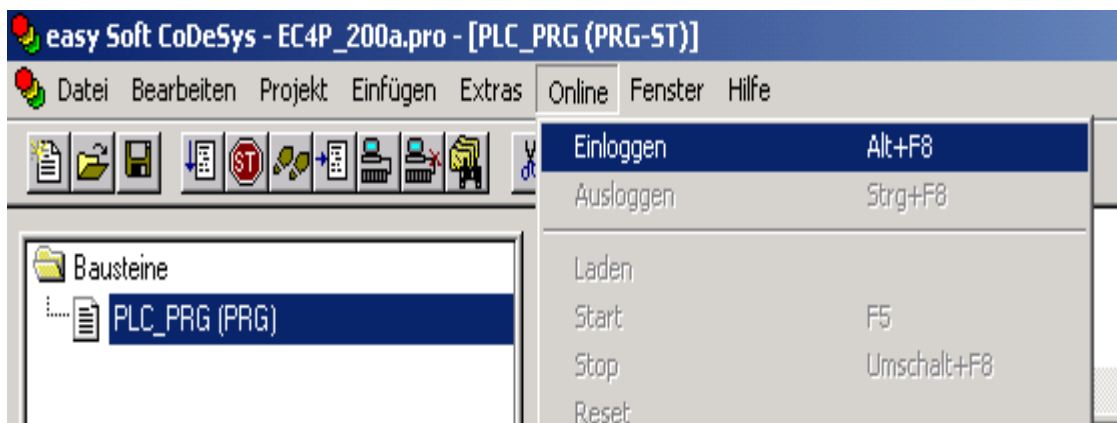 easy Soft CoDeSys - EC4P_200a.pro - [PLC_PRG (PRG-ST)]
Datei Bearbeiten Projekt Einfügen Extras Online Fenster Hilfe
ST
Einloggen Alt+F8
Ausloggen Strg+F8
Bausteine
PLC_PRG (PRG)
Laden
Start F5
Stop Umschalt+F8
Reset